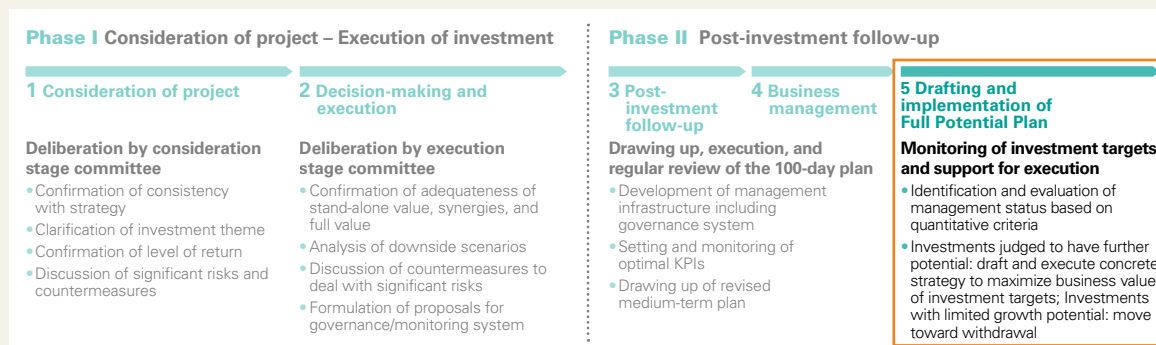 Phase I Consideration of project – Execution of investment
1 Consideration of project
Deliberation by consideration
stage committee
• Confirmation of consistency
with strategy
• Clarification of investment theme
• Confirmation of level of return
• Discussion of significant risks and
countermeasures
2 Decision-making and
execution
Deliberation by execution
stage committee
• Confirmation of adequateness of
stand-alone value, synergies, and
full value
• Analysis of downside scenarios
• Discussion of countermeasures to
deal with significant risks
• Formulation of proposals for
governance/monitoring system
Phase II Post-investment follow-up
3 Post-
investment
follow-up
4 Business
management
Drawing up, execution, and
regular review of the 100-day plan
• Development of management
infrastructure including
governance system
• Setting and monitoring of
optimal KPIs
• Drawing up of revised
medium-term plan
5 Drafting and
implementation of
Full Potential Plan
Monitoring of investment targets
and support for execution
• Identification and evaluation of
management status based on
quantitative criteria
• Investments judged to have further
potential: draft and execute concrete
strategy to maximize business value
of investment targets; Investments
with limited growth potential: move
toward withdrawal